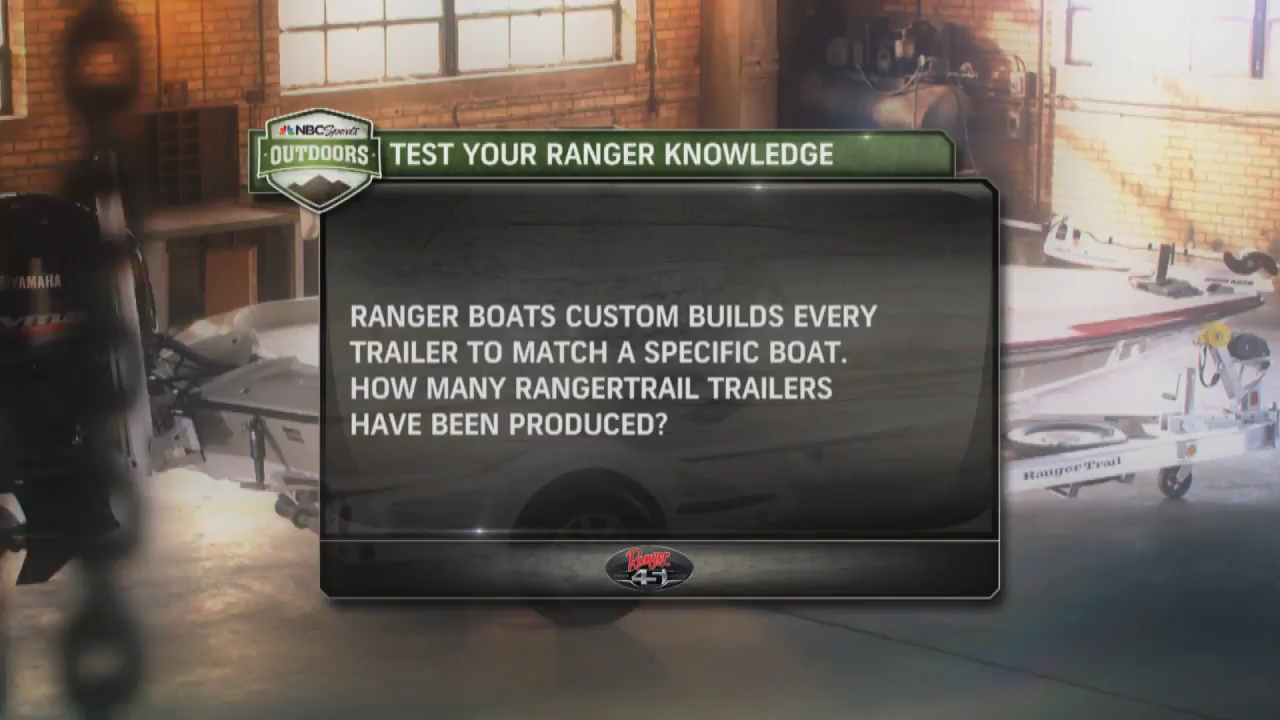 NBC Sports
OUTDOORS
TEST YOUR RANGER KNOWLEDGE
RANGER BOATS CUSTOM BUILDS EVERY
TRAILER TO MATCH A SPECIFIC BOAT.
HOW MANY RANGERTRAIL TRAILERS
HAVE BEEN PRODUCED?
YAMAHA
Ranger Trail
Ranger